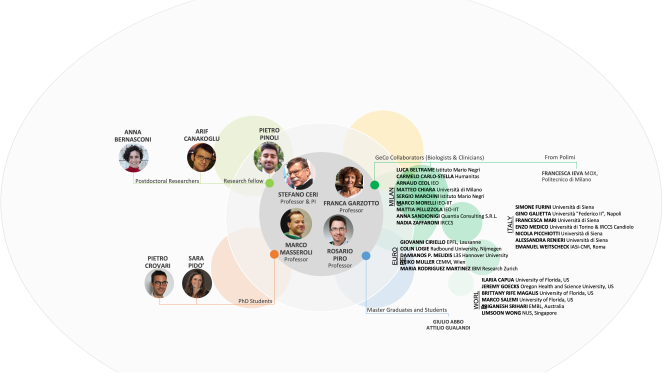 ANNA
BERNASCONI
ARIF
CANAKOGLU
PIETRO
PINOLI
Postdoctoral Researchers
Research fellow
STEFANO CERI
Professor & PI
FRANCA GARZOTTO
Professor
MARCO
MASSEROLI
Professor
ROSARIO
PIRO
Professor
PIETRO
CROVARI
SARA
PIDO'
PhD Students
Master Graduates and Students
GIULIO ABBO
ATTILIO GUALANDI
GeCo Collaborators (Biologists & Clinicians)
From Polimi
FRANCESCA IEVA MOX,
Politecnico di Milano
MILAN
LUCA BELTRAME Istituto Mario Negri
CARMELO CARLO-STELLA Humanitas
ARNAUD CEOL IEO
MATTEO CHIARA Università di Milano
SERGIO MARCHINI Istituto Mario Negri
MARCO MORELLI IEO-IIT
MATTIA PELIZZOLA IEO-IIT
ANNA SANDIONIGI Quantia Consulting S.R.L.
NADIA ZAFFARONI IRCCS
ITALY
SIMONE FURINI Università di Siena
GINO GALIETTA Università "Federico II", Napoli
FRANCESCA MARI Università di Siena
ENZO MEDICO Università di Torino & IRCCS Candiolo
NICOLA PICCHIOTTI Università di Siena
ALESSANDRA RENIERI Università di Siena
EMANUEL WEITSCHECK IASI-CNR, Roma
EURO
GIOVANNI CIRIELLO EPFL, Lausanne
COLIN LOGIE Radboud University, Nijmegen
DAMIANOS P. MELIDIS L3S Hannover University
HEIKO MULLER CEMM, Wien
MARIA RODRIGUEZ MARTINEZ IBM Research Zurich
WORL
ILARIA CAPUA University of Florida, US
JEREMY GOECKS Oregon Health and Science University, US
BRITTANY RIFE MAGALIS University of Florida, US
MARCO SALEMI University of Florida, US
SRIHARI EMBL, Australia
LIMSOON WONG NUS, Singapore